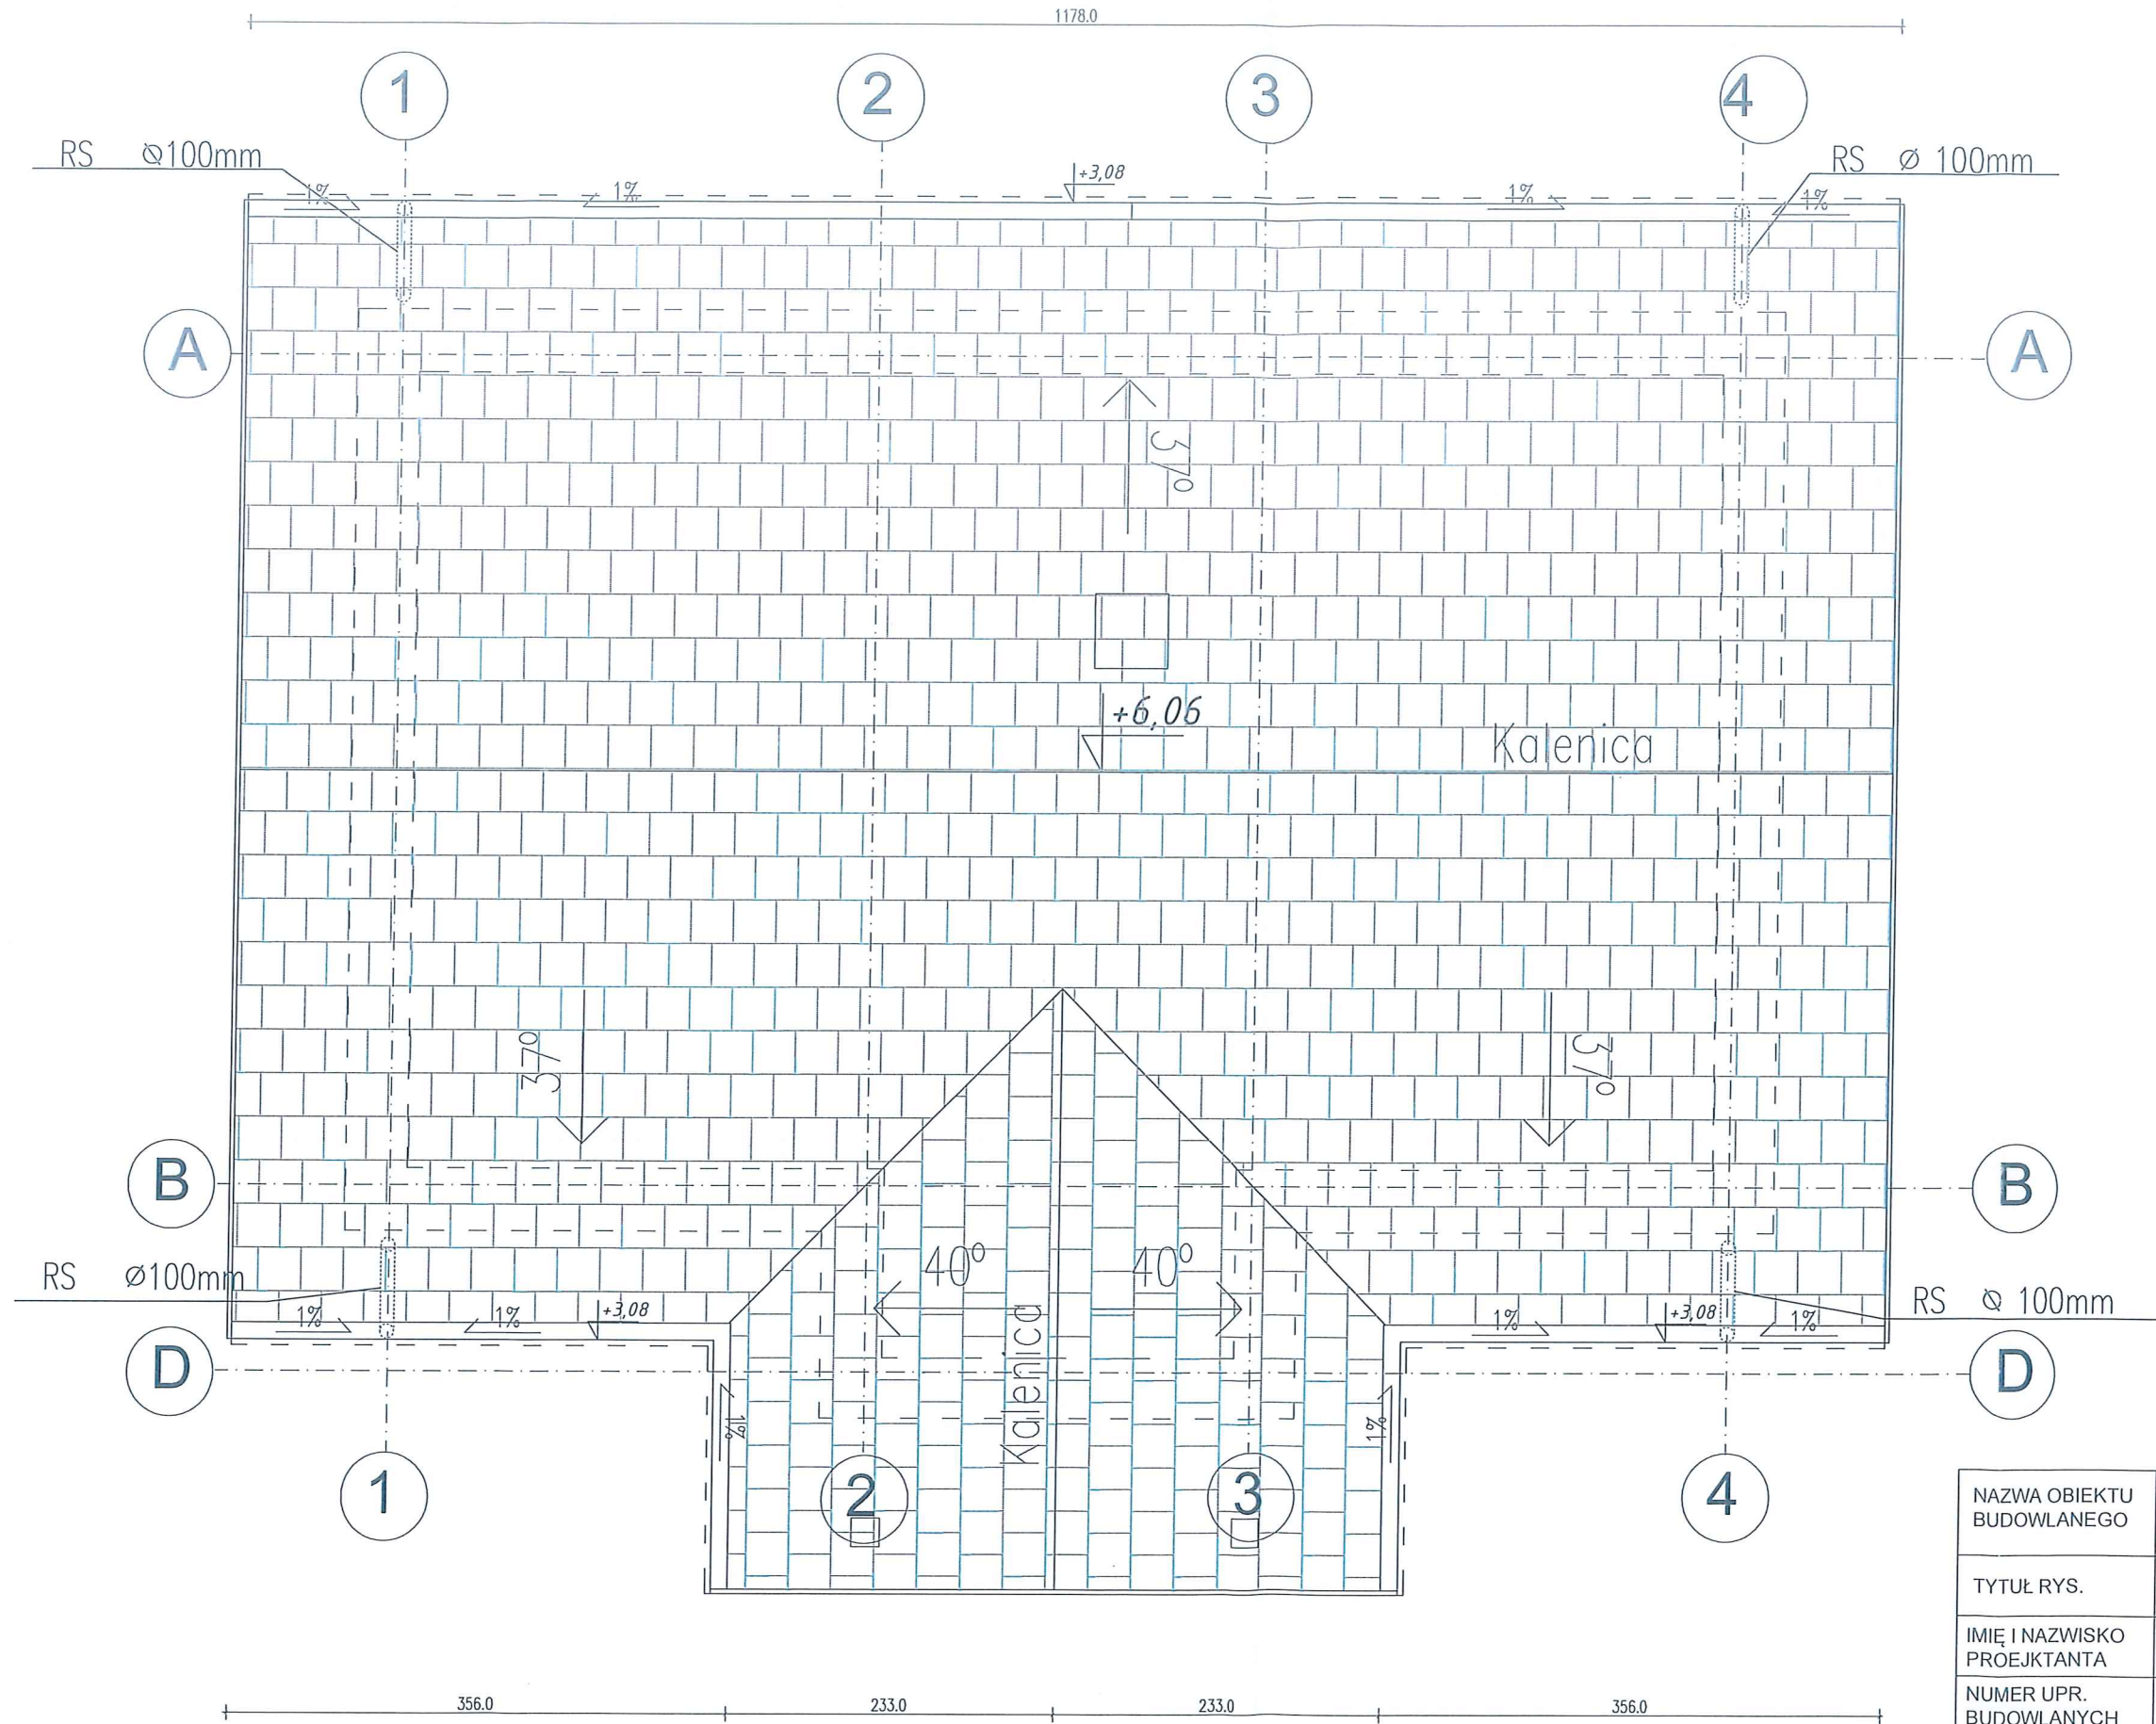 1178.0
1
2
3
4
RS Ø100mm
RS Ø 100mm
1%
1%
+3,08
1%
1%
A
A
37°
+6,06
Kalenica
37°
37°
B
B
40°
40°
RS Ø100mm
RS Ø 100mm
1%
1%
+3,08
1%
+3,08
1%
D
D
Kalenica
1%
1%
1
2
3
4
NAZWA OBIEKTU
BUDOWLANEGO
TYTUŁ RYS.
IMIĘ I NAZWISKO
PROEJKTANTA
NUMER UPR.
BUDOWLANYCH
356.0
233.0
233.0
356.0